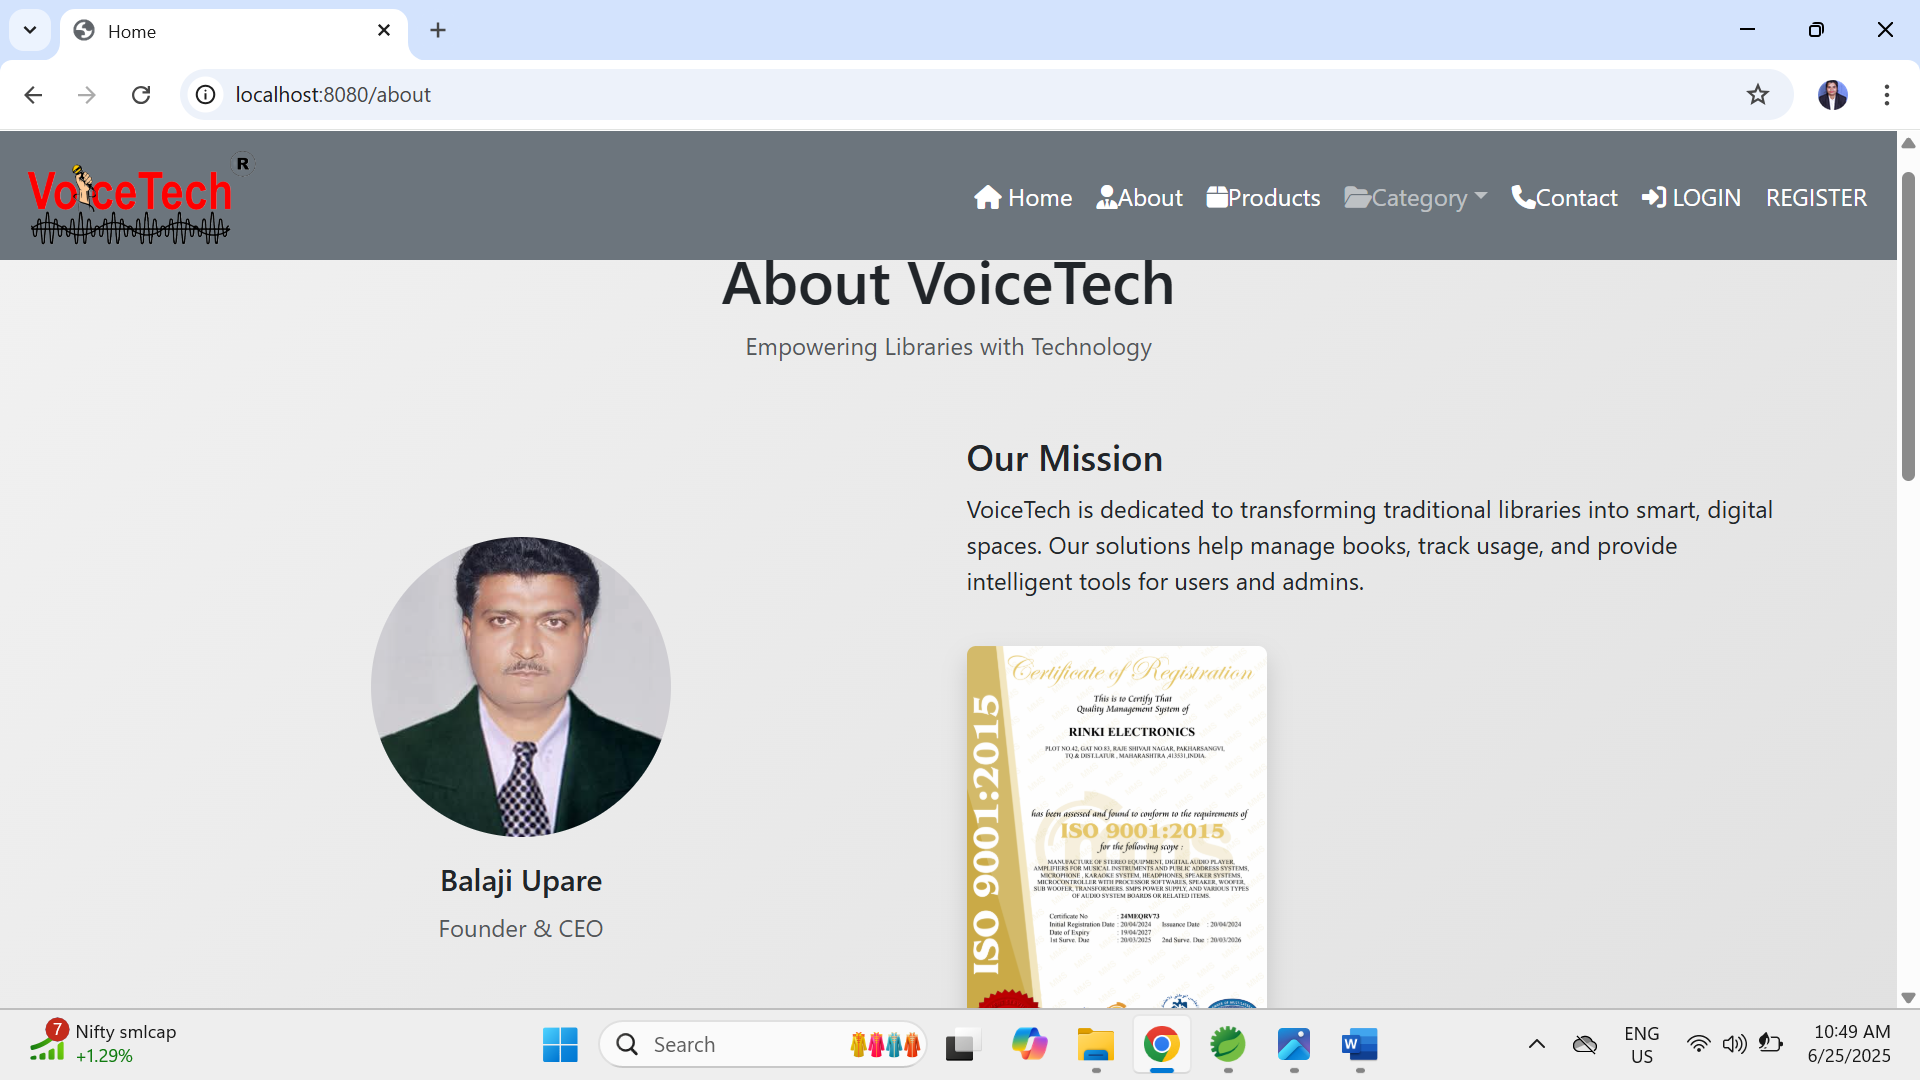 Home
localhost:8080/about
VoiceTech
R
Home About Products Category Contact LOGIN REGISTER
About VoiceTech
Empowering Libraries with Technology
Our Mission
VoiceTech is dedicated to transforming traditional libraries into smart, digital
spaces. Our solutions help manage books, track usage, and provide
intelligent tools for users and admins.
Balaji Upare
Founder & CEO
ISO 9001:2015
Certificate of Registration
This is to Certify That
Quality Management System of
RINKI ELECTRONICS
PLOT NO.42, GAT NO.83, RAJE SHIVAJI NAGAR, PAKHARSANGVI,
TQ.& DIST.LATUR , MAHARASHTRA ,413531,INDIA.
has been assessed and found to conform to the requirements of
ISO 9001:2015
for the following scope :
MANUFACTURE OF STEREO EQUIPMENT, DIGITAL AUDIO PLAYER,
AMPLIFIERS FOR MUSICAL INSTRUMENTS AND PUBLIC ADDRESS SYSTEMS,
MICROPHONE , KARAOKE SYSTEM, HEADPHONES, SPEAKER SYSTEMS,
MICROCONTROLLER WITH PROCESSOR SOFTWARES, SPEAKER, WOOFER,
SUB WOOFER, TRANSFORMERS. SMPS POWER SUPPLY, AND VARIOUS TYPES
OF AUDIO SYSTEM BOARDS OR RELATED ITEMS.
Certificate No : 24MEQRV73
Initial Registration Date : 20/04/2024 Issuance Date : 20/04/2024
Date of Expiry : 19/04/2027
1st Surve. Due : 20/03/2025 2nd Surve. Due : 20/03/2026
7
Nifty smlcap
+1.29%
Search
ENG
US
10:49 AM
6/25/2025